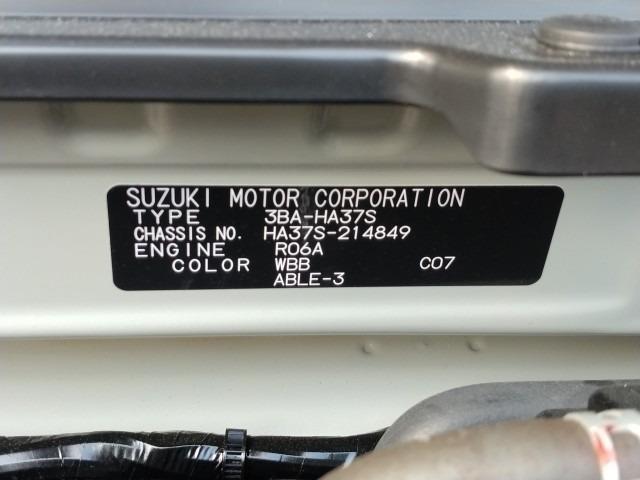 SUZUKI MOTOR CORPORATION
TYPE 3BA-HA37S
CHASSIS NO. HA37S-214849
ENGINE R06A
COLOR WBB C07
ABLE-3